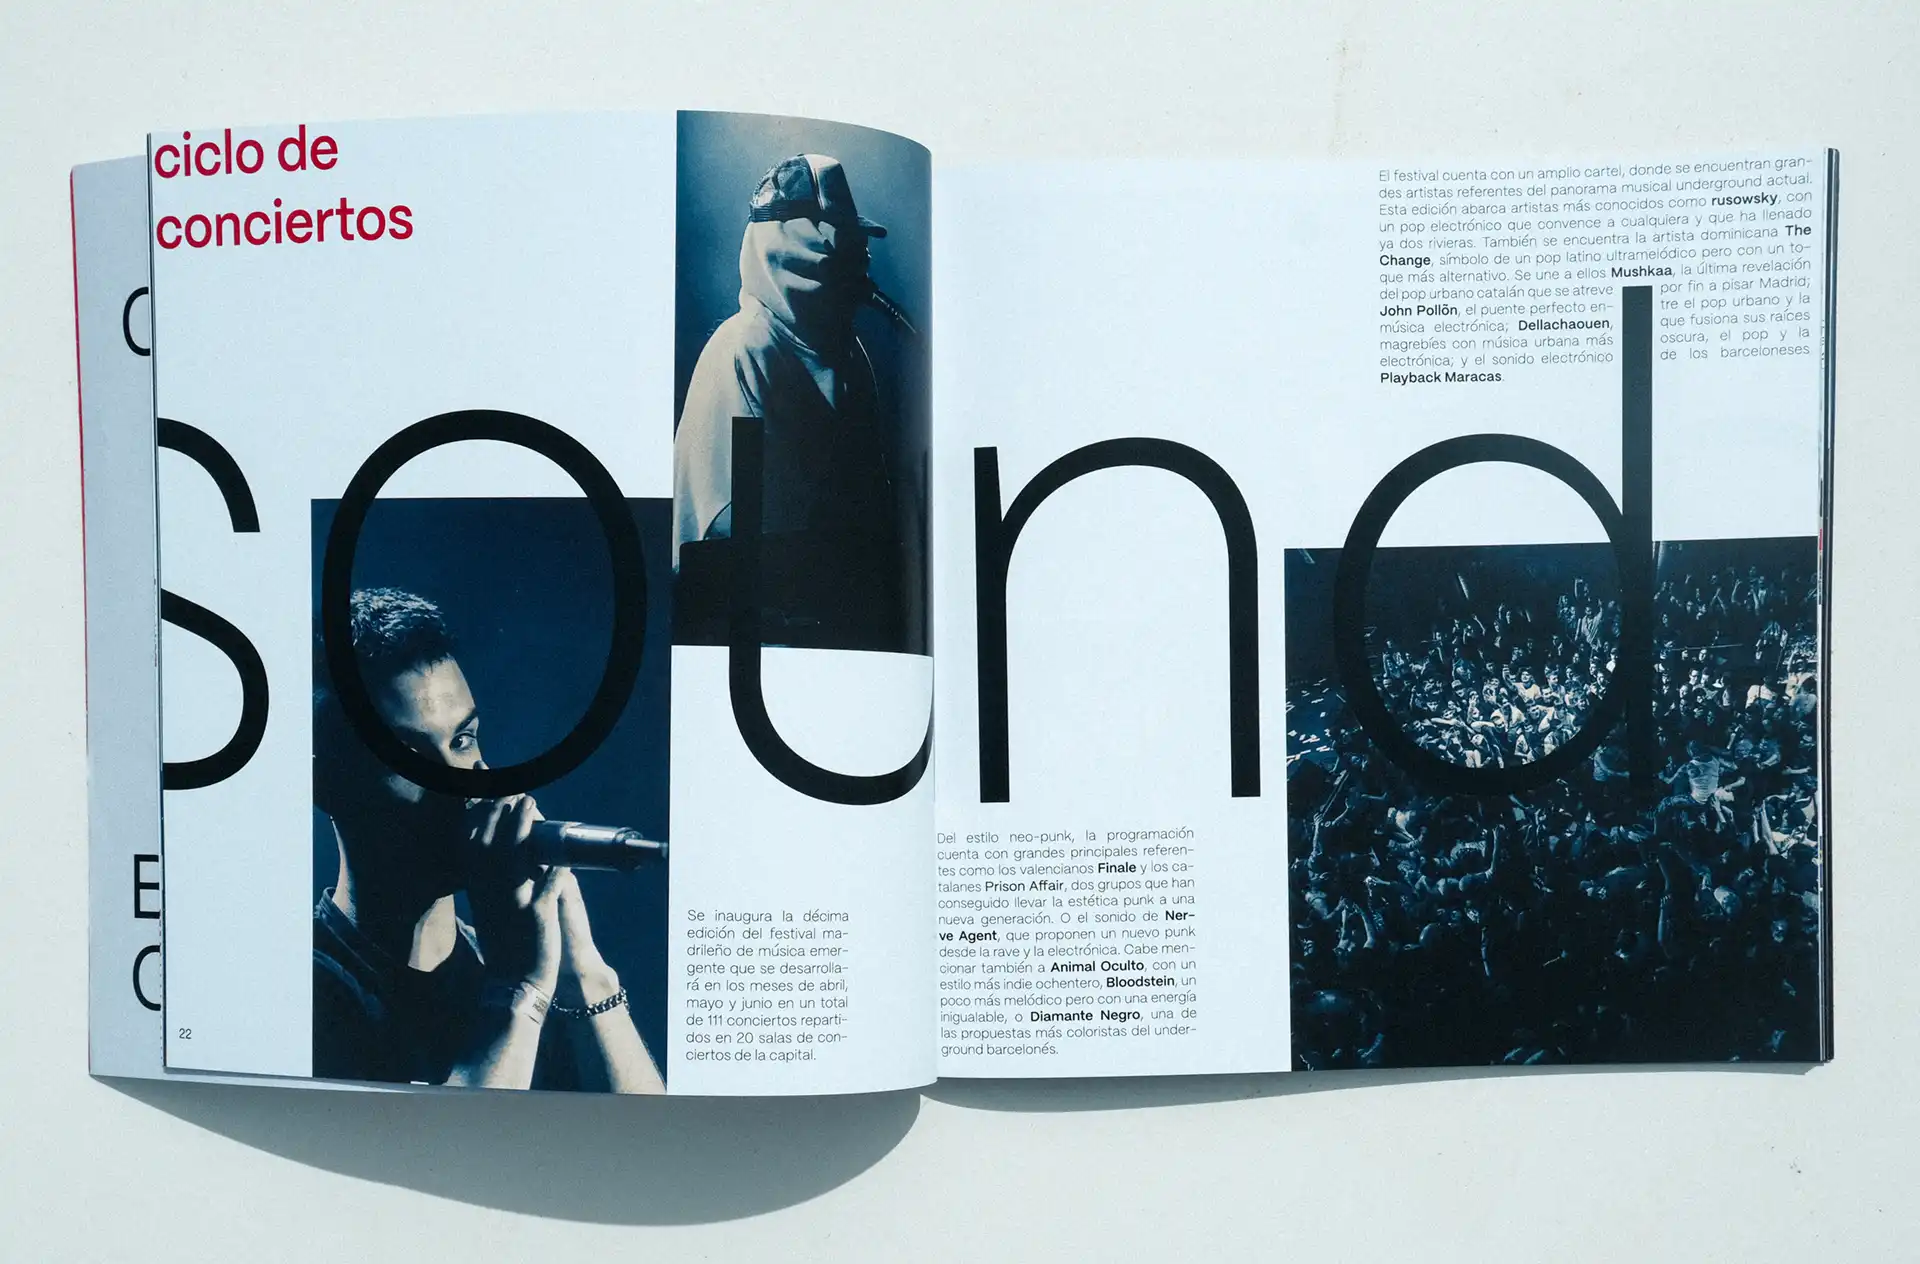 ciclo de
conciertos
sound
Se inaugura la décima
edición del festival ma-
drileño de música emer-
gente que se desarrolla-
rá en los meses de abril,
mayo y junio en un total
de 111 conciertos reparti-
dos en 20 salas de con-
ciertos de la capital.
22
Del estilo neo-punk, la programación
cuenta con grandes principales referen-
tes como los valencianos Finale y los ca-
talanes Prison Affair, dos grupos que han
conseguido llevar la estética punk a una
nueva generación. O el sonido de Ner-
ve Agent, que proponen un nuevo punk
desde la rave y la electrónica. Cabe men-
cionar también a Animal Oculto, con un
estilo más indie ochentero, Bloodstein, un
poco más melódico pero con una energía
inigualable, o Diamante Negro, una de
las propuestas más coloristas del under-
ground barcelonés.
El festival cuenta con un amplio cartel, donde se encuentran gran-
des artistas referentes del panorama musical underground actual.
Esta edición abarca artistas más conocidos como rusowsky, con
un pop electrónico que convence a cualquiera y que ha llenado
ya dos rivieras. También se encuentra la artista dominicana The
Change, símbolo de un pop latino ultramelódico pero con un to-
que más alternativo. Se une a ellos Mushkaa, la última revelación
del pop urbano catalán que se atreve por fin a pisar Madrid;
John Pollõn, el puente perfecto en- tre el pop urbano y la
música electrónica; Dellachaouen, que fusiona sus raíces
magrebíes con música urbana más oscura, el pop y la
electrónica; y el sonido electrónico de los barceloneses
Playback Maracas.